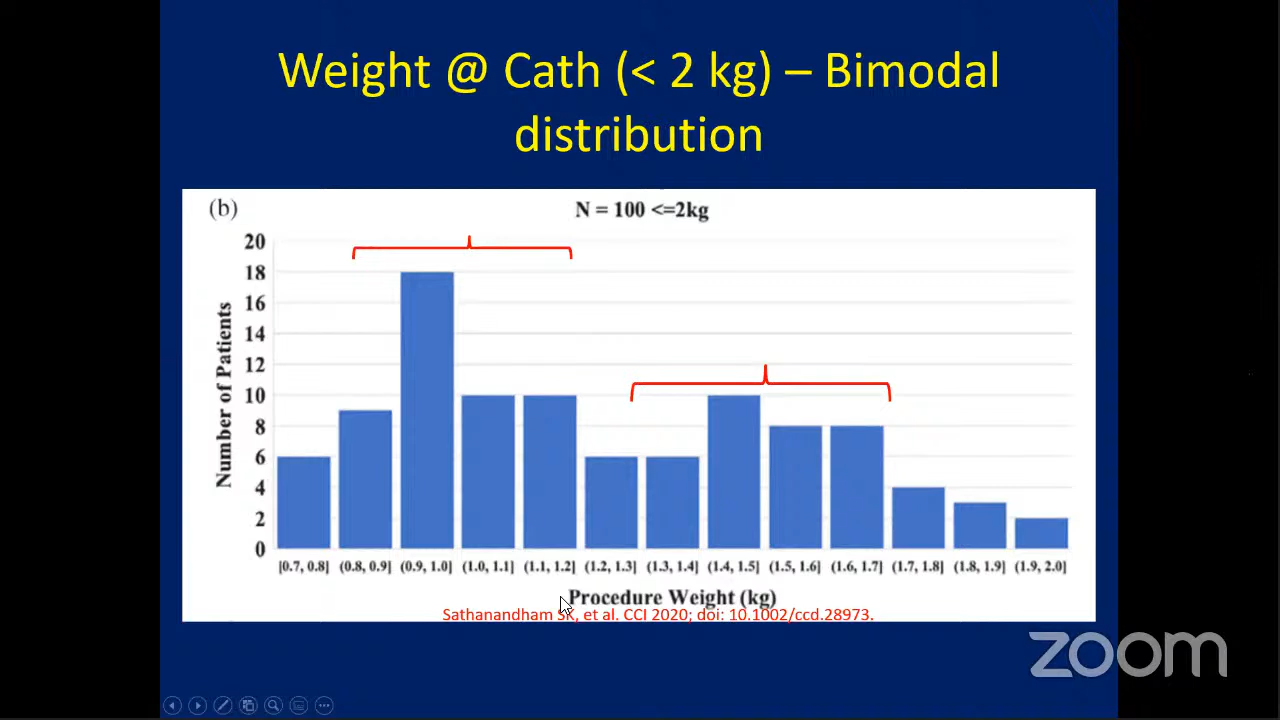 Weight @ Cath (< 2 kg) – Bimodal
distribution
(b)
N = 100 <=2kg
Number of Patients
20
18
16
14
12
10
8
6
4
2
0
[0.7, 0.8] (0.8, 0.9] (0.9, 1.0] (1.0, 1.1] (1.1, 1.2] (1.2, 1.3] (1.3, 1.4] (1.4, 1.5] (1.5, 1.6] (1.6, 1.7] (1.7, 1.8] (1.8, 1.9] (1.9, 2.0]
Procedure Weight (kg)
Sathanandham SK, et al. CCI 2020; doi: 10.1002/ccd.28973.
zoom